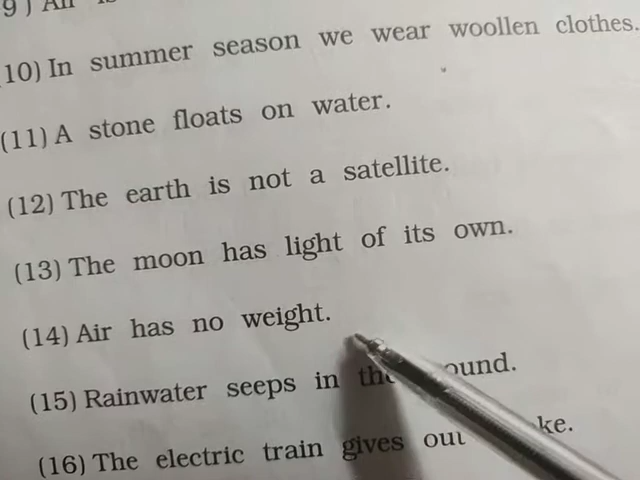 9) An
10) In summer season we wear woollen clothes.
(11) A stone floats on water.
(12) The earth is not a satellite.
(13) The moon has light of its own.
(14) Air has no weight.
(15) Rainwater seeps in the ound.
(16) The electric train gives out ke.